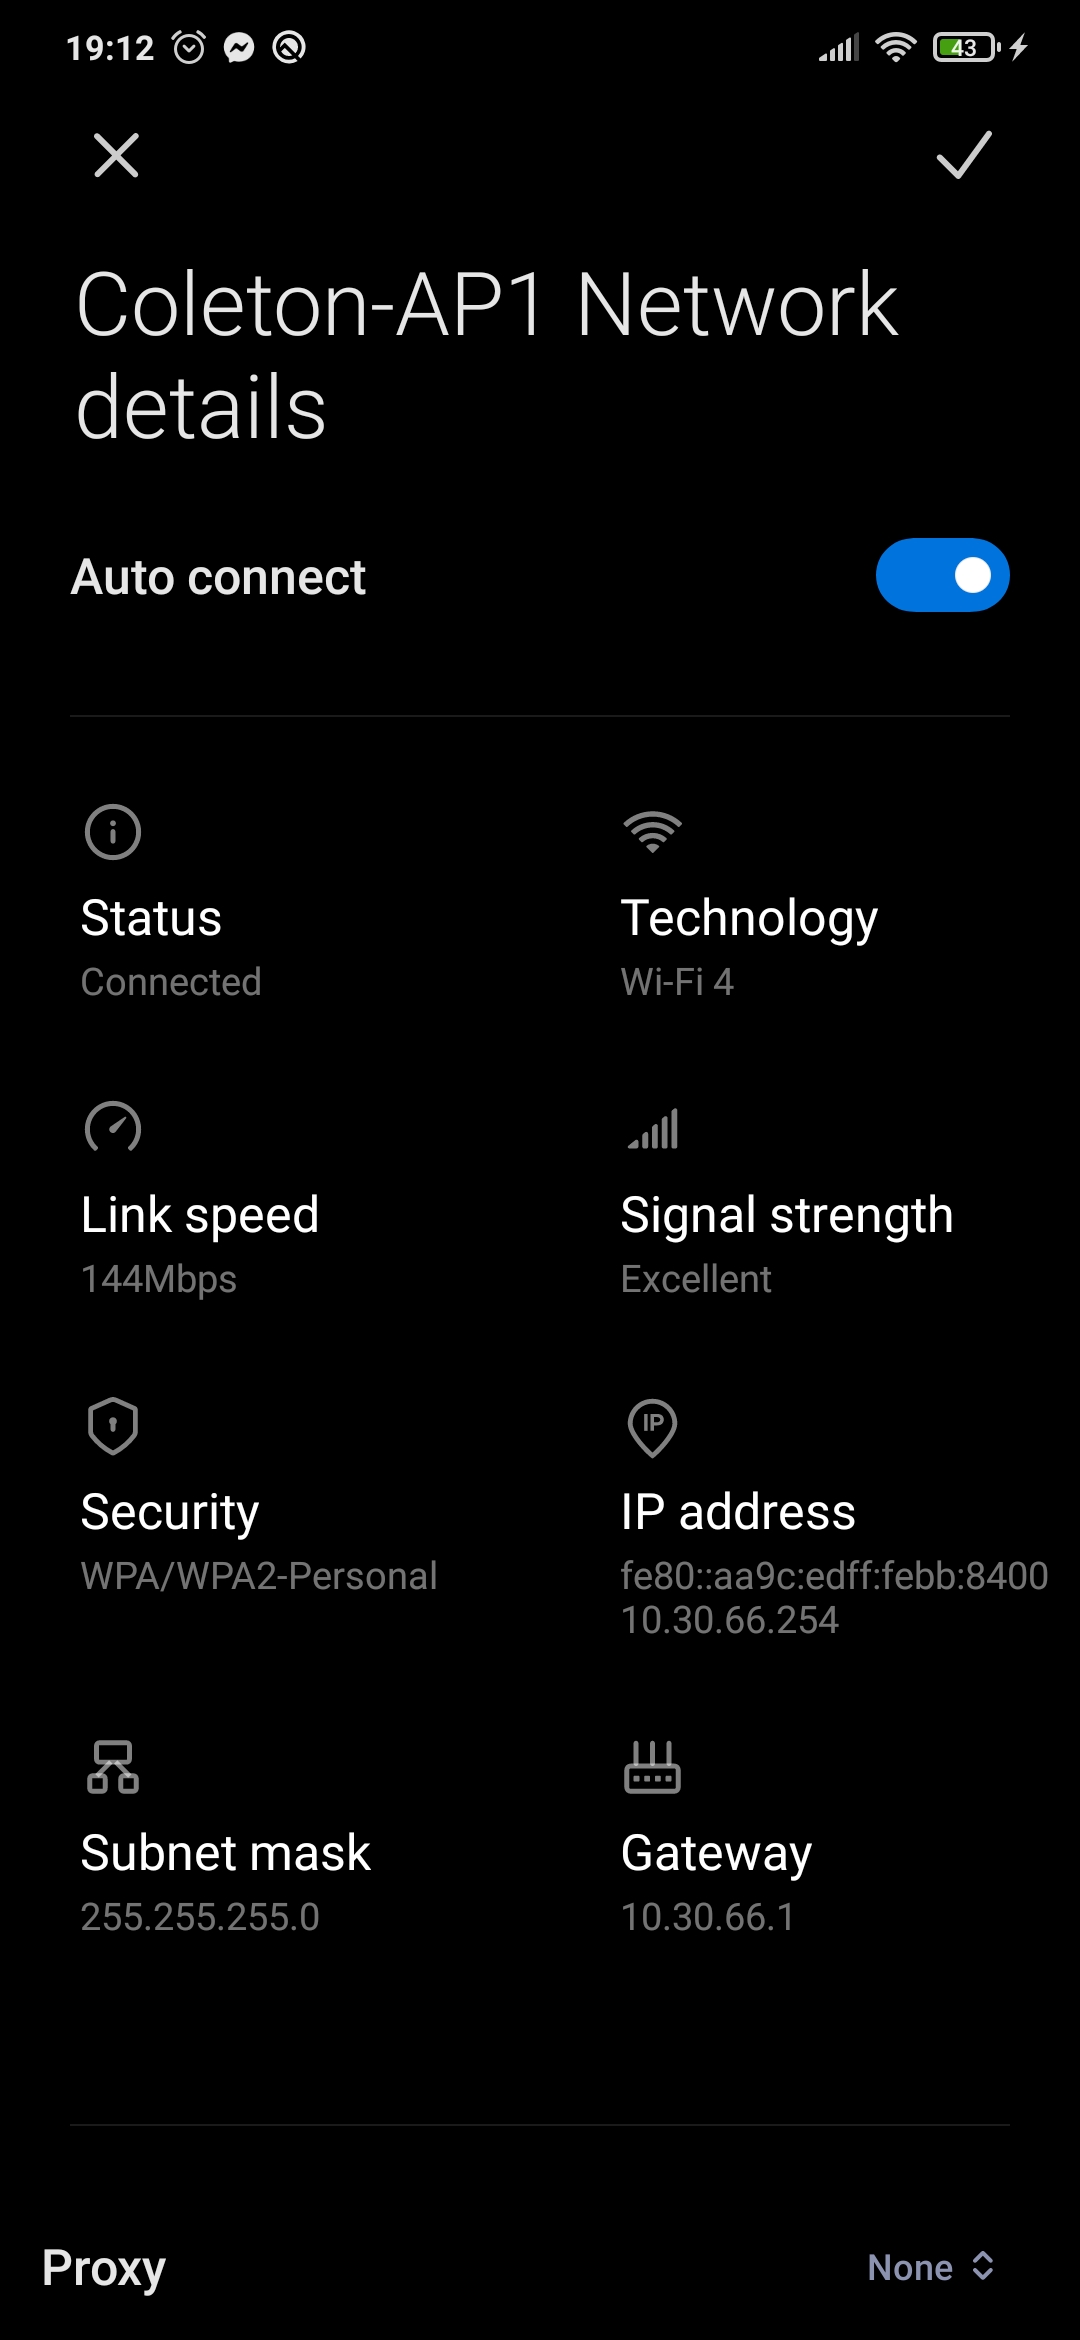 19:12
43
Coleton-AP1 Network
details
Auto connect
Status
Connected
Technology
Wi-Fi 4
Link speed
144Mbps
Signal strength
Excellent
Security
WPA/WPA2-Personal
IP
IP address
fe80::aa9c:edff:febb:8400
10.30.66.254
Subnet mask
255.255.255.0
Gateway
10.30.66.1
Proxy
None